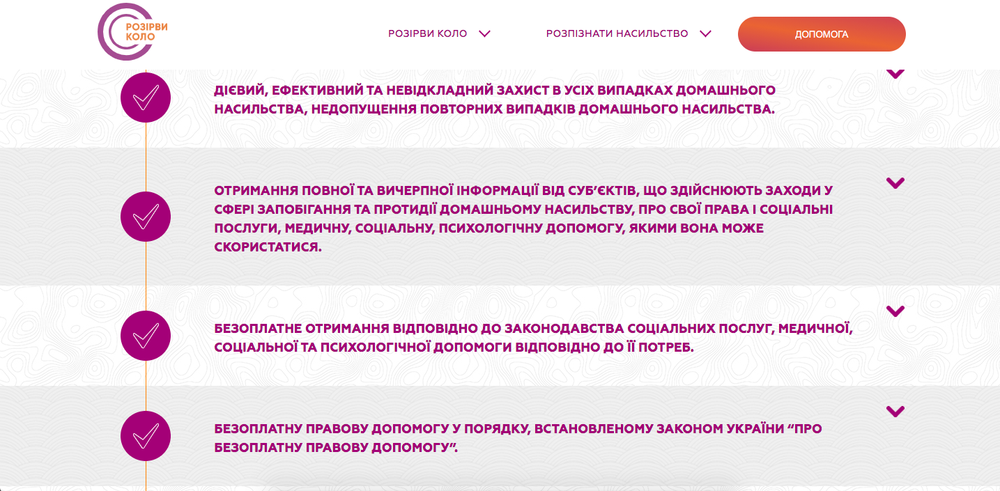 РОЗІРВИ
КОЛО
РОЗІРВИ КОЛО
РОЗПІЗНАТИ НАСИЛЬСТВО
ДОПОМОГА
ДІЄВИЙ, ЕФЕКТИВНИЙ ТА НЕВІДКЛАДНИЙ ЗАХИСТ В УСІХ ВИПАДКАХ ДОМАШНЬОГО
НАСИЛЬСТВА, НЕДОПУЩЕННЯ ПОВТОРНИХ ВИПАДКІВ ДОМАШНЬОГО НАСИЛЬСТВА.
ОТРИМАННЯ ПОВНОЇ ТА ВИЧЕРПНОЇ ІНФОРМАЦІЇ ВІД СУБ’ЄКТІВ, ЩО ЗДІЙСНЮЮТЬ ЗАХОДИ У
СФЕРІ ЗАПОБІГАННЯ ТА ПРОТИДІЇ ДОМАШНЬОМУ НАСИЛЬСТВУ, ПРО СВОЇ ПРАВА І СОЦІАЛЬНІ
ПОСЛУГИ, МЕДИЧНУ, СОЦІАЛЬНУ, ПСИХОЛОГІЧНУ ДОПОМОГУ, ЯКИМИ ВОНА МОЖЕ
СКОРИСТАТИСЯ.
БЕЗОПЛАТНЕ ОТРИМАННЯ ВІДПОВІДНО ДО ЗАКОНОДАВСТВА СОЦІАЛЬНИХ ПОСЛУГ, МЕДИЧНОЇ,
СОЦІАЛЬНОЇ ТА ПСИХОЛОГІЧНОЇ ДОПОМОГИ ВІДПОВІДНО ДО ЇЇ ПОТРЕБ.
БЕЗОПЛАТНУ ПРАВОВУ ДОПОМОГУ У ПОРЯДКУ, ВСТАНОВЛЕНОМУ ЗАКОНОМ УКРАЇНИ “ПРО
БЕЗОПЛАТНУ ПРАВОВУ ДОПОМОГУ”.